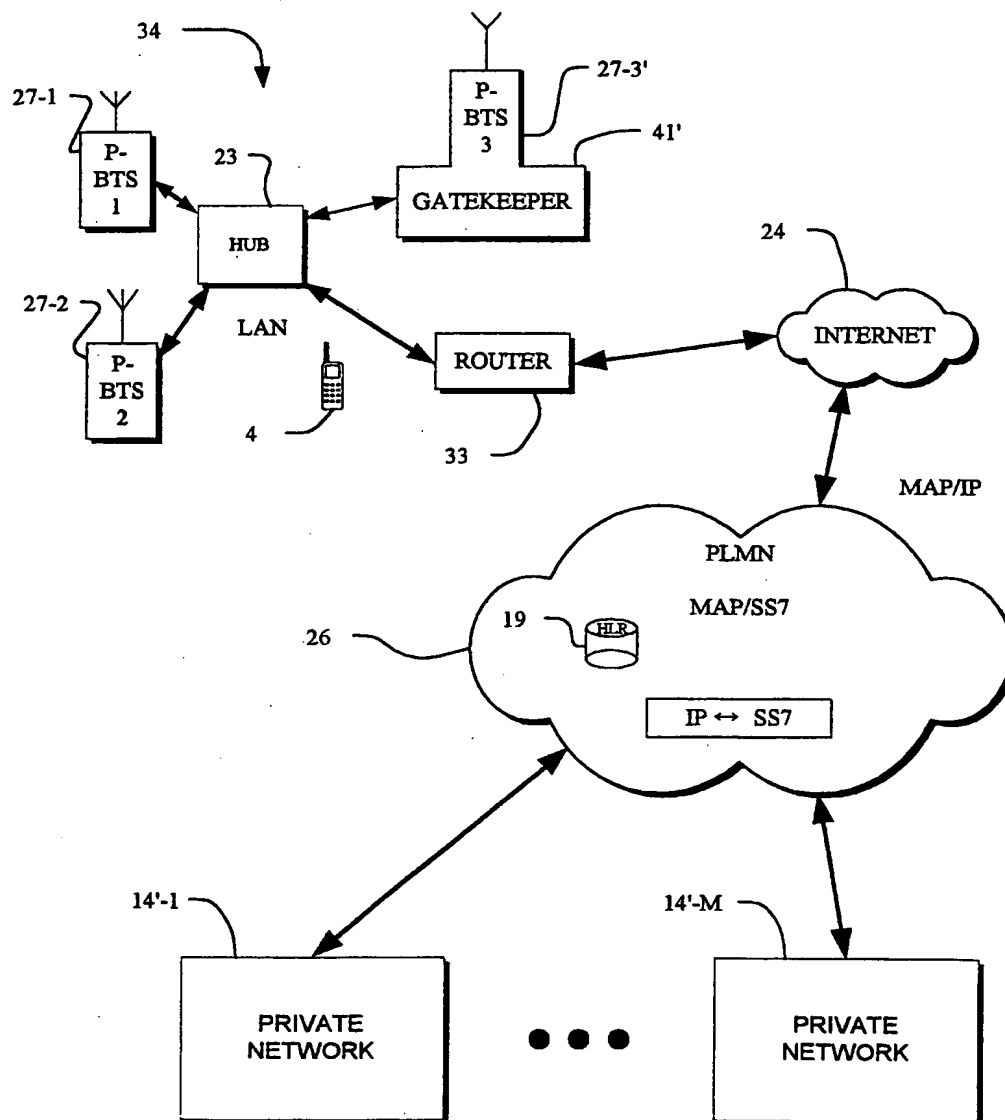 34
27-3'
27-1
P-
BTS
3
41'
P-
BTS
1
23
GATEKEEPER
HUB
24
27-2
LAN
INTERNET
P-
BTS
2
ROUTER
4
33
MAP/IP
PLMN
MAP/SS7
19
HLR
26
IP ↔ SS7
14'-1
14'-M
PRIVATE
NETWORK
PRIVATE
NETWORK